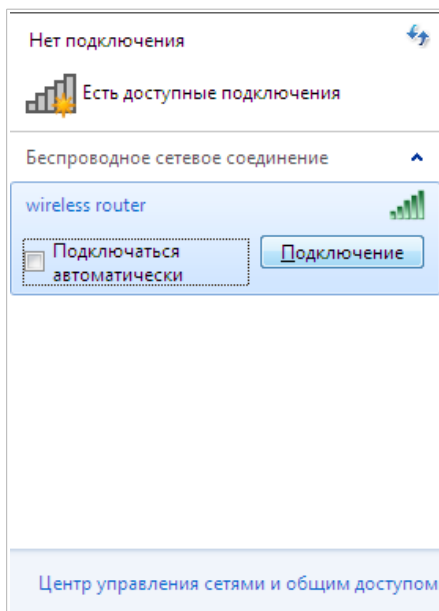 Нет подключения
Есть доступные подключения
Беспроводное сетевое соединение
wireless router
Подключаться
автоматически
Подключение
Центр управления сетями и общим доступом